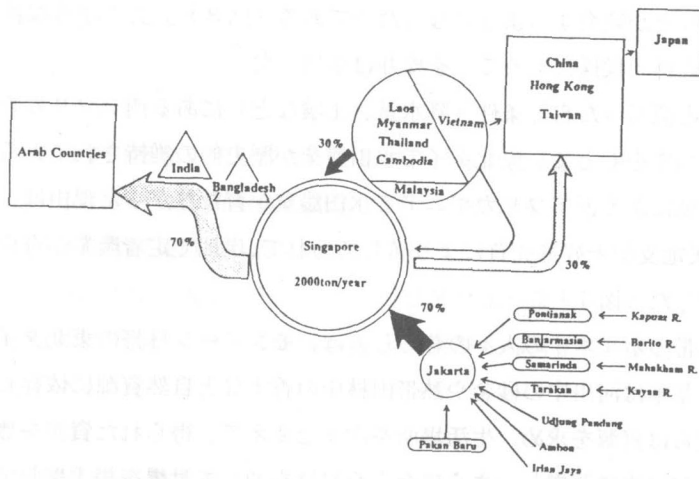 Japan
China
Hong Kong
Taiwan
Laos
Myanmar
Thailand
Cambodia
Vietnam
Malaysia
30%
Arab Countries
India
Bangladesh
70%
Singapore
2000ton/year
30%
70%
Jakarta
Pontianak
Kapuas R.
Banjarmasin
Barito R.
Samarinda
Mahakham R.
Tarakan
Kayan R.
Udjung Pandang
Ambon
Irian Jaya
Pakan Baru